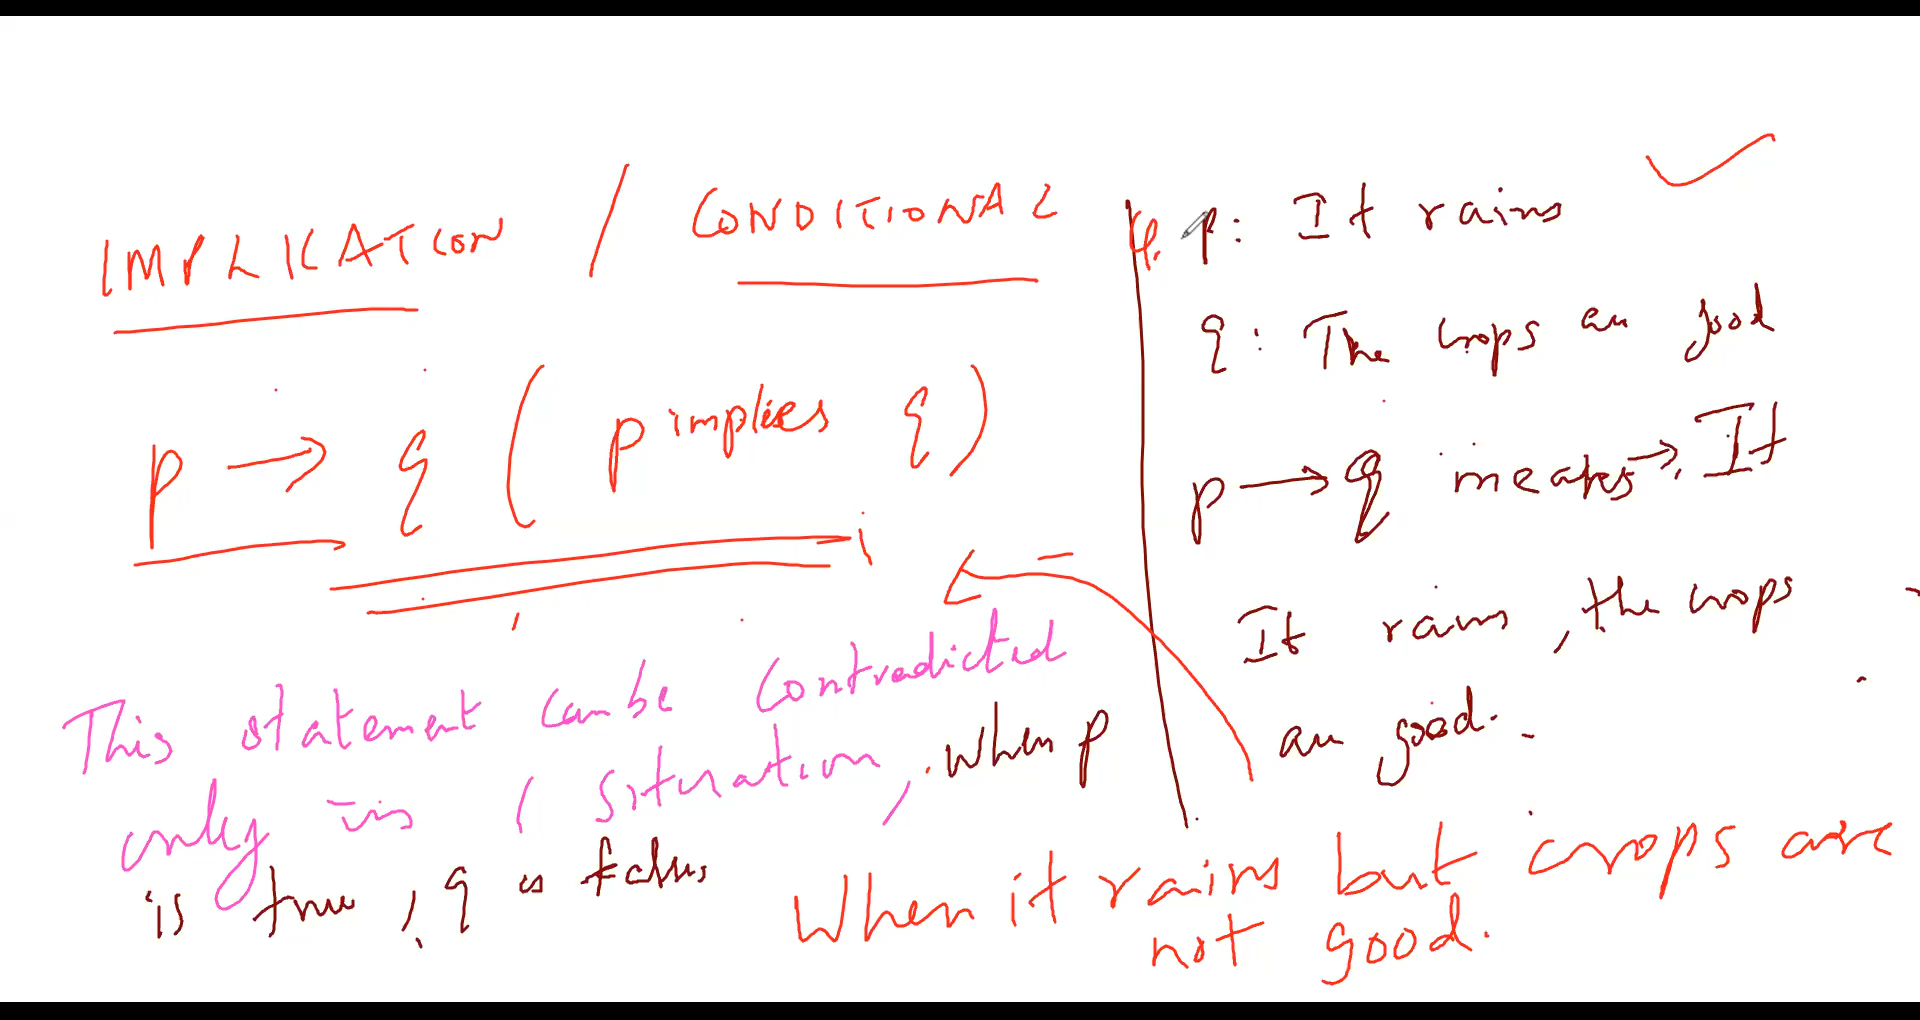 IMPLICATION / CONDITIONAL
p → q ( p implies q )
This statement can be contradicted
only in 1 situation, when p
is true, q is false
4. p: It rains
q: The crops are good
p → q means → It
It rains, the crops
are good.
When it rains but crops are
not good.